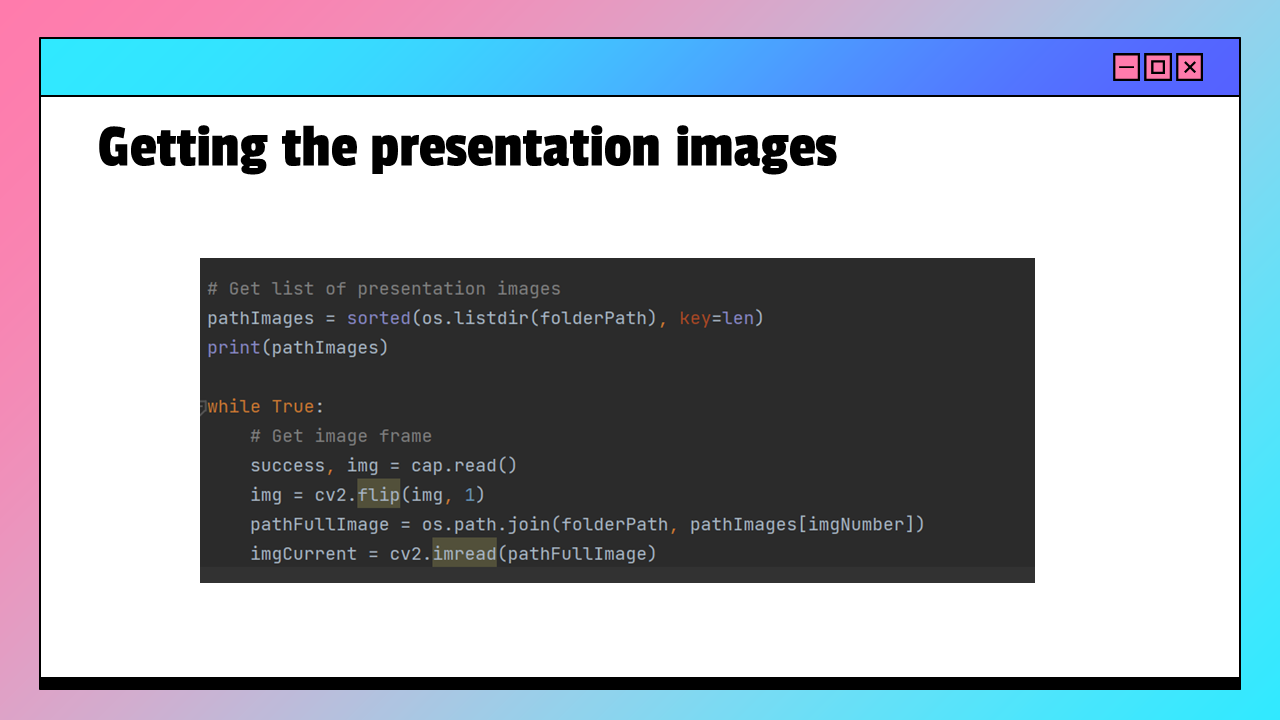 Getting the presentation images
# Get list of presentation images
pathImages = sorted(os.listdir(folderPath), key=len)
print(pathImages)
while True:
    # Get image frame
    success, img = cap.read()
    img = cv2.flip(img, 1)
    pathFullImage = os.path.join(folderPath, pathImages[imgNumber])
    imgCurrent = cv2.imread(pathFullImage)